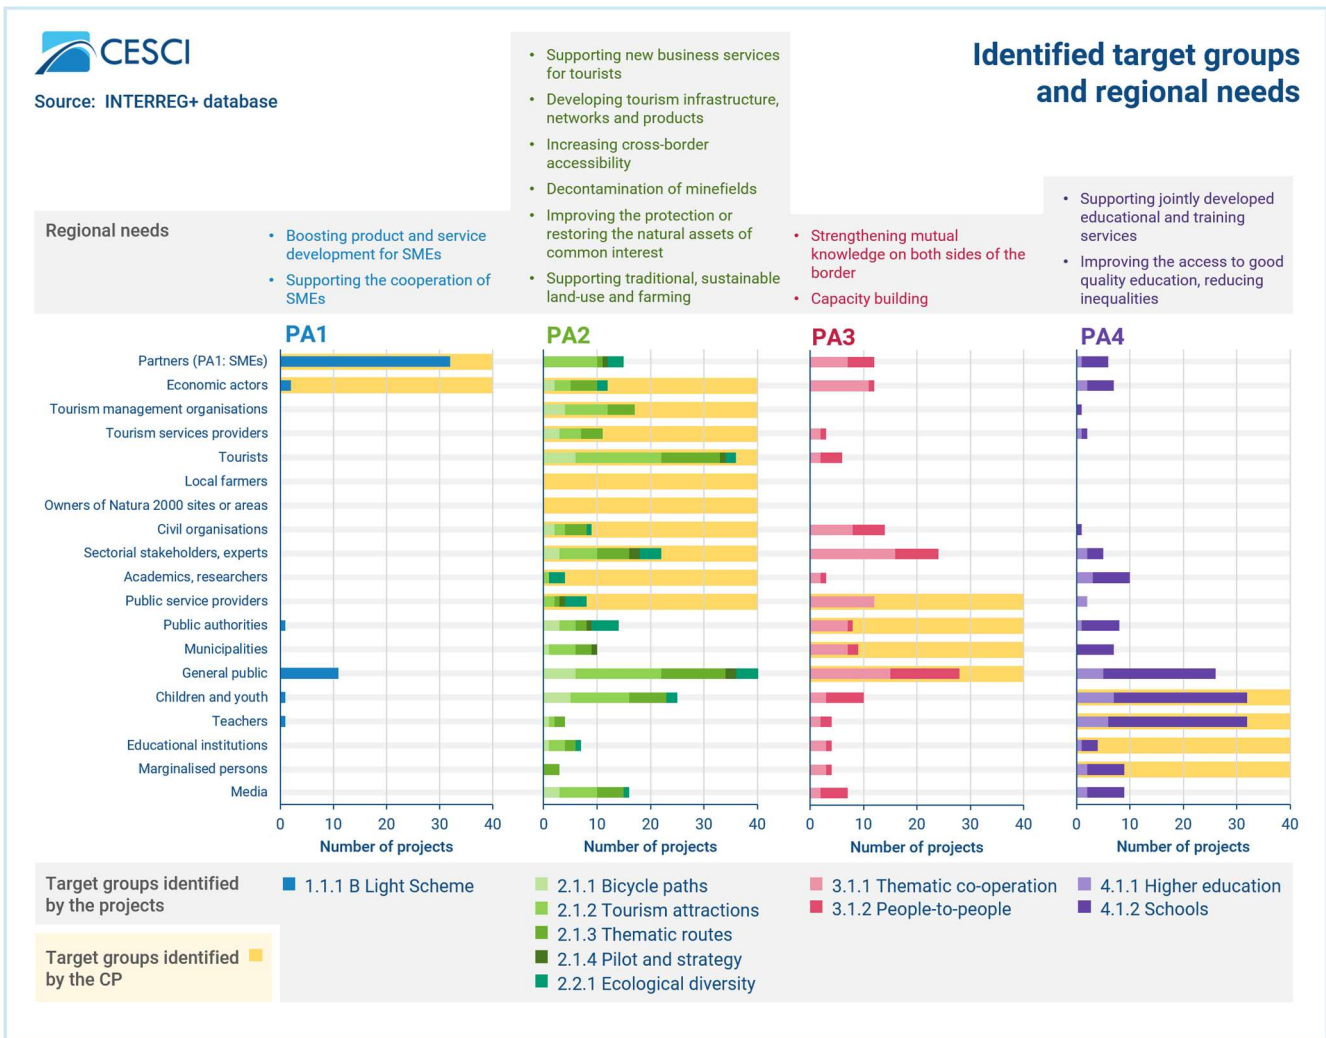 CESCI
Source: INTERREG+ database
Identified target groups
and regional needs
Regional needs
• Boosting product and service
development for SMEs
• Supporting the cooperation of
SMEs
• Supporting new business services
for tourists
• Developing tourism infrastructure,
networks and products
• Increasing cross-border
accessibility
• Decontamination of minefields
• Improving the protection or
restoring the natural assets of
common interest
• Supporting traditional, sustainable
land-use and farming
• Strengthening mutual
knowledge on both sides of the
border
• Capacity building
• Supporting jointly developed
educational and training
services
• Improving the access to good
quality education, reducing
inequalities
PA1
PA2
PA3
PA4
Partners (PA1: SMEs)
Economic actors
Tourism management organisations
Tourism services providers
Tourists
Local farmers
Owners of Natura 2000 sites or areas
Civil organisations
Sectorial stakeholders, experts
Academics, researchers
Public service providers
Public authorities
Municipalities
General public
Children and youth
Teachers
Educational institutions
Marginalised persons
Media
0 10 20 30 40
Number of projects
0 10 20 30 40
Number of projects
0 10 20 30 40
Number of projects
0 10 20 30 40
Number of projects
Target groups identified
by the projects
1.1.1 B Light Scheme
2.1.1 Bicycle paths
2.1.2 Tourism attractions
2.1.3 Thematic routes
2.1.4 Pilot and strategy
2.2.1 Ecological diversity
3.1.1 Thematic co-operation
3.1.2 People-to-people
4.1.1 Higher education
4.1.2 Schools
Target groups identified
by the CP